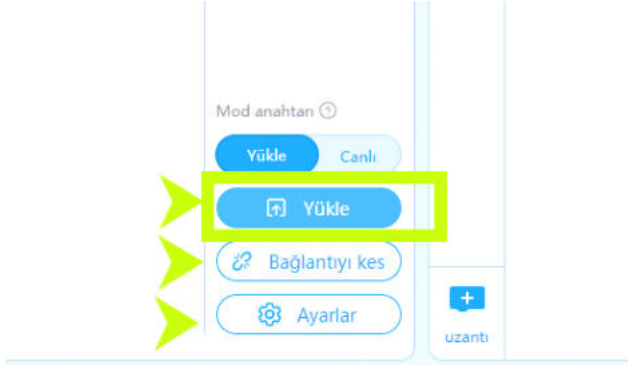 Mod anahtarı
Yükle Canlı
Yükle
Bağlantıyı kes
Ayarlar
uzantı